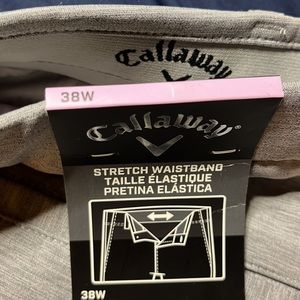 Callaway
38W
Callaway
STRETCH WAISTBAND
TAILLE ÉLASTIQUE
PRETINA ELÁSTICA
38W